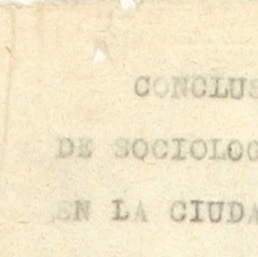 CONCLUS
DE SOCIOLOG
EN LA CIUDA